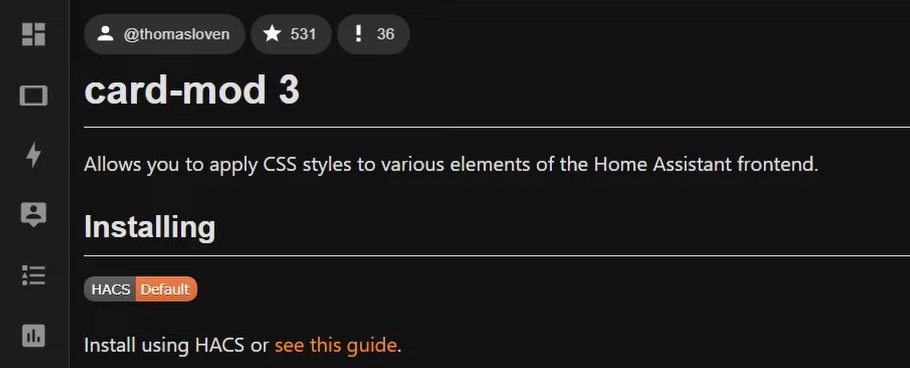 @thomasloven 531 36
card-mod 3
Allows you to apply CSS styles to various elements of the Home Assistant frontend.
Installing
HACS Default
Install using HACS or see this guide.